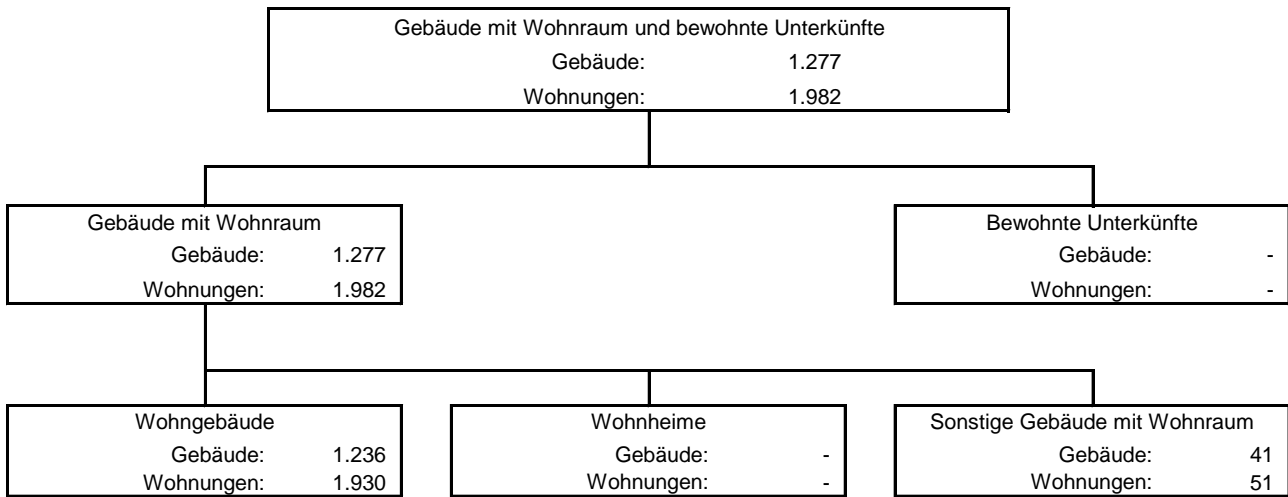 Gebäude mit Wohnraum und bewohnte Unterkünfte
Gebäude: 1.277
Wohnungen: 1.982
Gebäude mit Wohnraum
Gebäude: 1.277
Wohnungen: 1.982
Bewohnte Unterkünfte
Gebäude: -
Wohnungen: -
Wohngebäude
Gebäude: 1.236
Wohnungen: 1.930
Wohnheime
Gebäude: -
Wohnungen: -
Sonstige Gebäude mit Wohnraum
Gebäude: 41
Wohnungen: 51